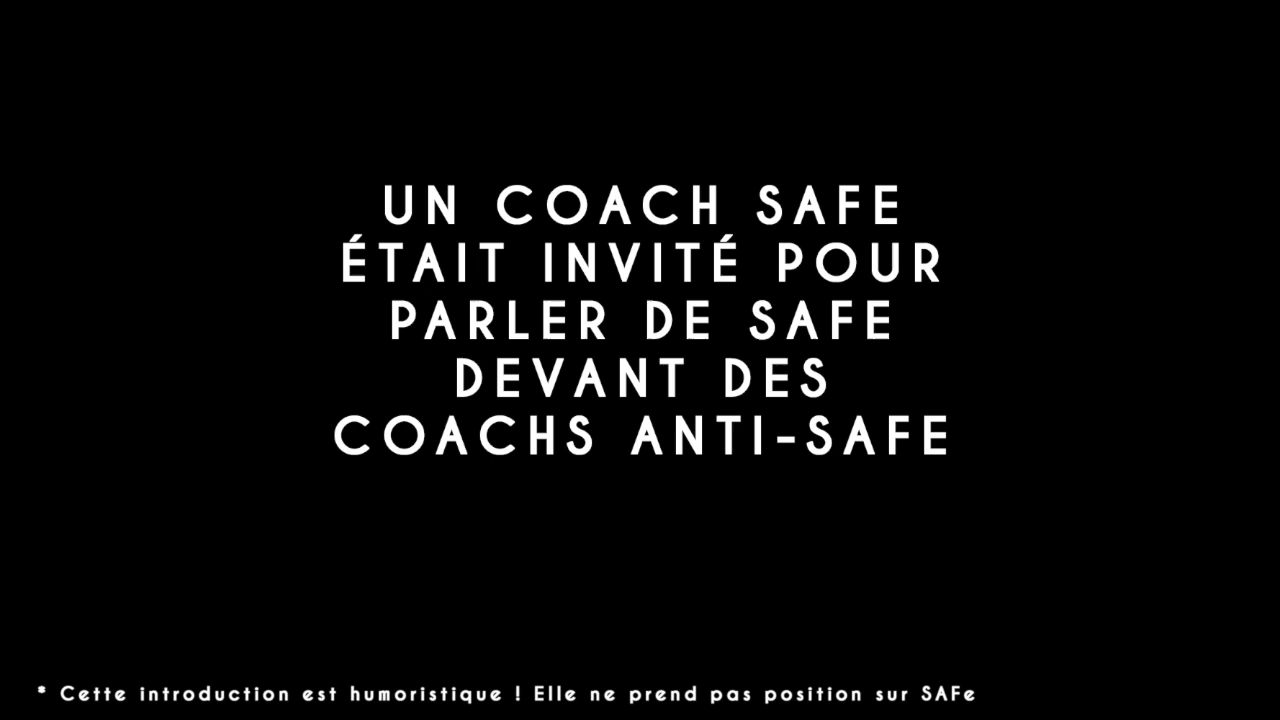 UN COACH SAFE
ÉTAIT INVITÉ POUR
PARLER DE SAFE
DEVANT DES
COACHS ANTI-SAFE
* Cette introduction est humoristique ! Elle ne prend pas position sur SAFe